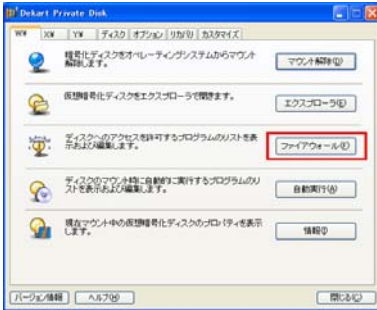 Dekart Private Disk
W¥ X¥ Y¥ ディスク オプション リカバリ カスタマイズ
暗号化ディスクをオペレーティングシステムからマウント
解除します。
マウント解除(D)
仮想暗号化ディスクをエクスプローラで開きます。
エクスプローラ(E)
ディスクへのアクセスを許可するプログラムのリストを表
示および編集します。
ファイアウォール(F)
ディスクのマウント時に自動的に実行するプログラムのリ
ストを表示および編集します。
自動実行(A)
現在マウント中の仮想暗号化ディスクのプロパティを表示
します。
情報(I)
バージョン情報 ヘルプ(H) 閉じる(C)